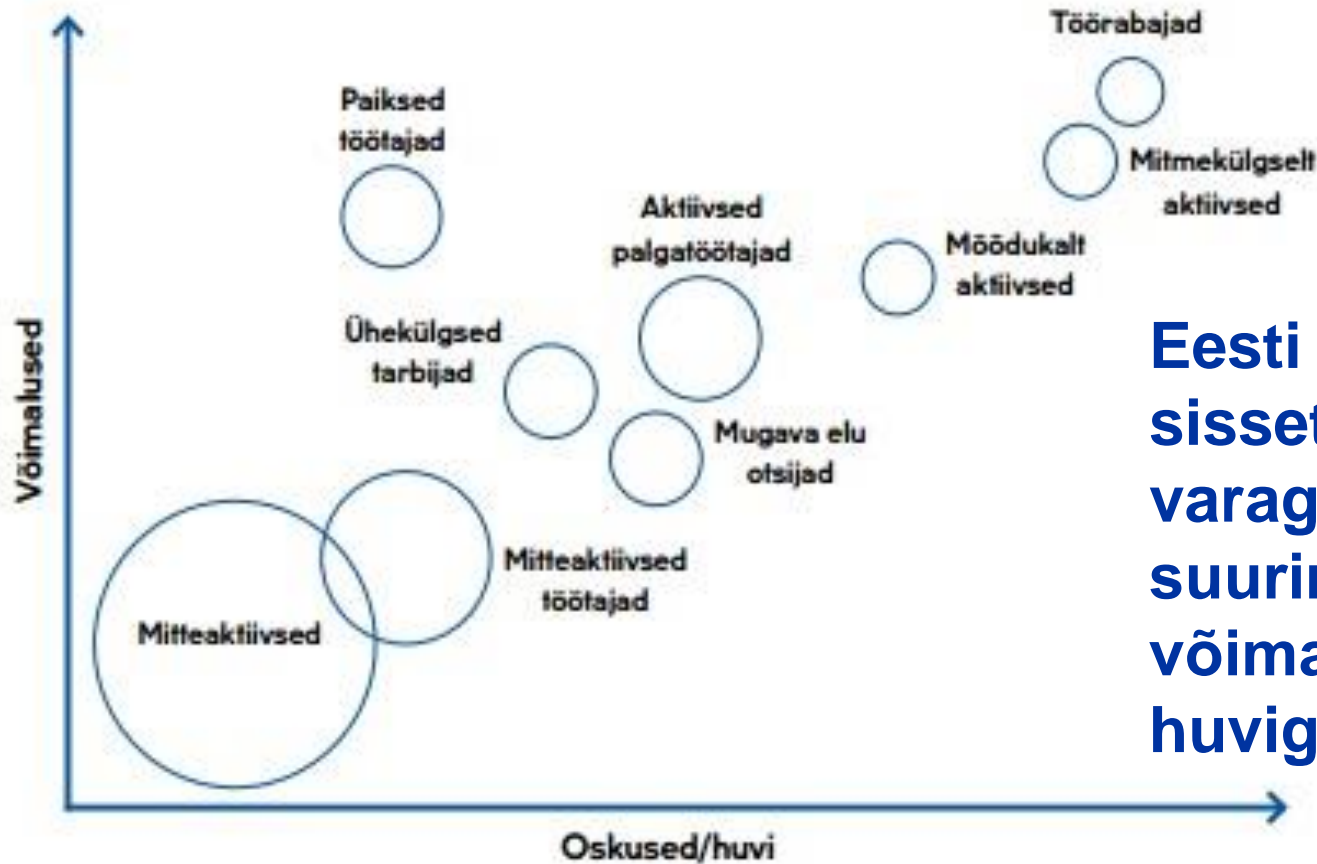 Töörabajad
Paiksed
töötajad
Mitmekülgselt
aktiivsed
Aktiivsed
palgatöötajad
Möödukalt
aktiivsed
Ühekülgsed
tarbijad
Mugava elu
otsijad
Mitteaktiivsed
töötajad
Mitteaktiivsed
Võimalused
Oskused/huvi
Eesti